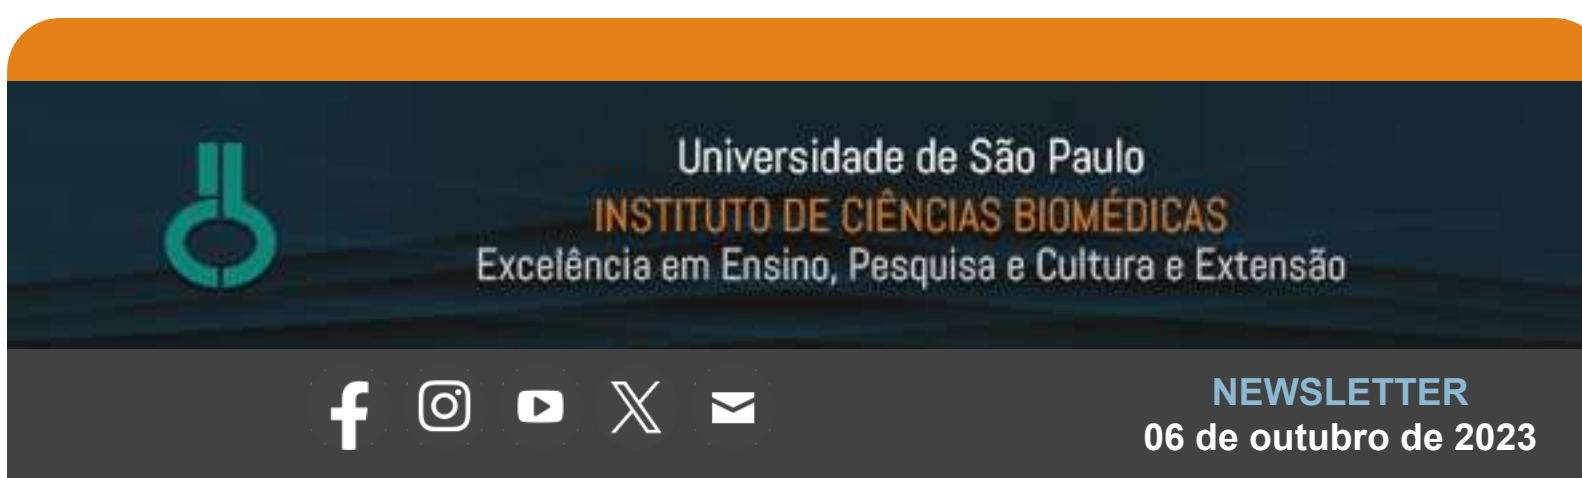 Universidade de São Paulo
INSTITUTO DE CIÊNCIAS BIOMÉDICAS
Excelência em Ensino, Pesquisa e Cultura e Extensão
NEWSLETTER
06 de outubro de 2023